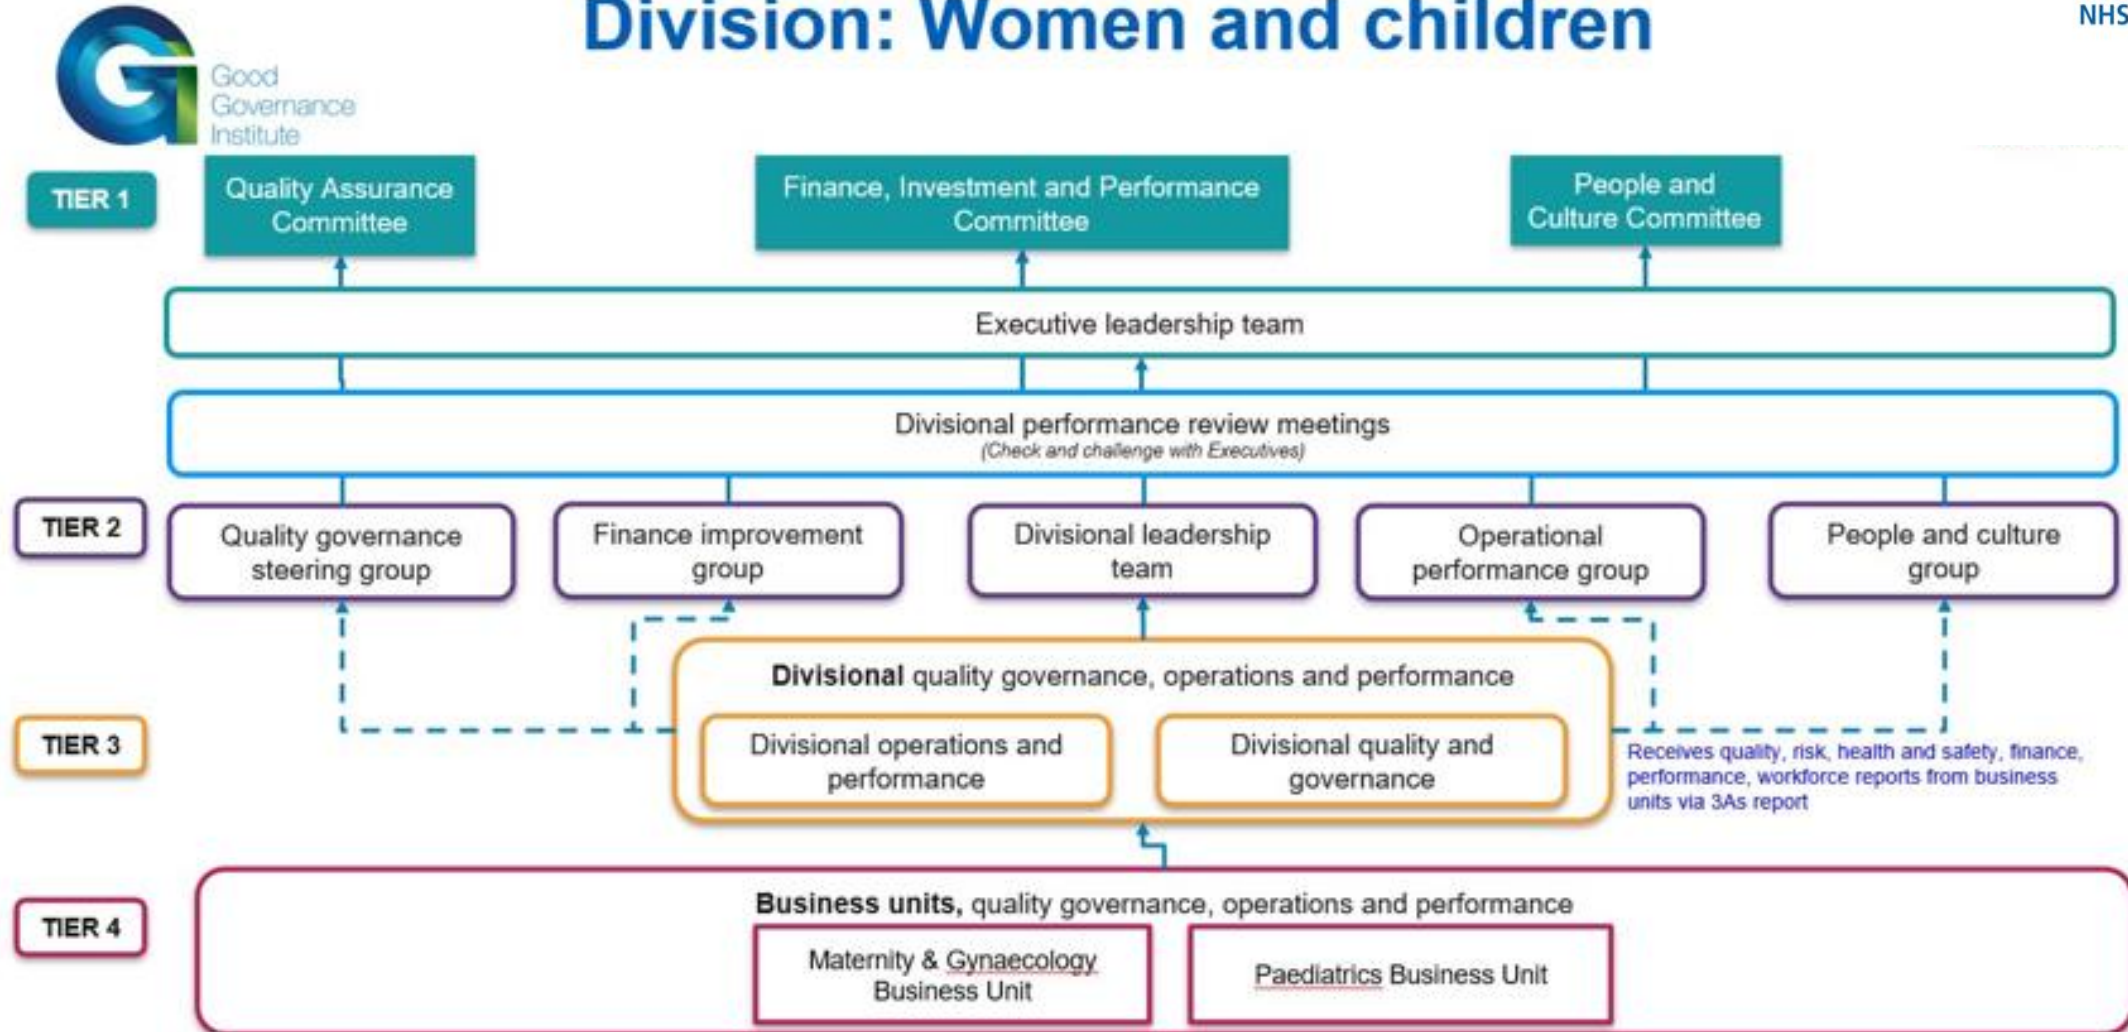 Division: Women and children
NHS
Good
Governance
Institute
TIER 1
Quality Assurance
Committee
Finance, Investment and Performance
Committee
People and
Culture Committee
Executive leadership team
Divisional performance review meetings
(Check and challenge with Executives)
TIER 2
Quality governance
steering group
Finance improvement
group
Divisional leadership
team
Operational
performance group
People and culture
group
Divisional quality governance, operations and performance
TIER 3
Divisional operations and
performance
Divisional quality and
governance
Receives quality, risk, health and safety, finance,
performance, workforce reports from business
units via 3As report
TIER 4
Business units, quality governance, operations and performance
Maternity & Gynaecology
Business Unit
Paediatrics Business Unit